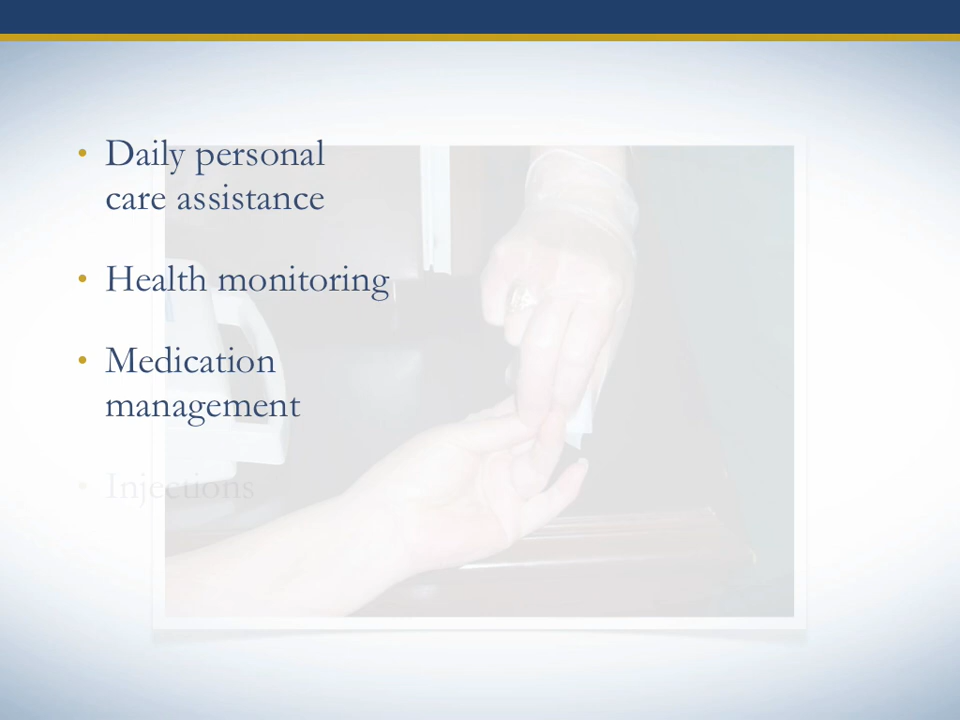 • Daily personal
care assistance
• Health monitoring
• Medication
management
• Injections